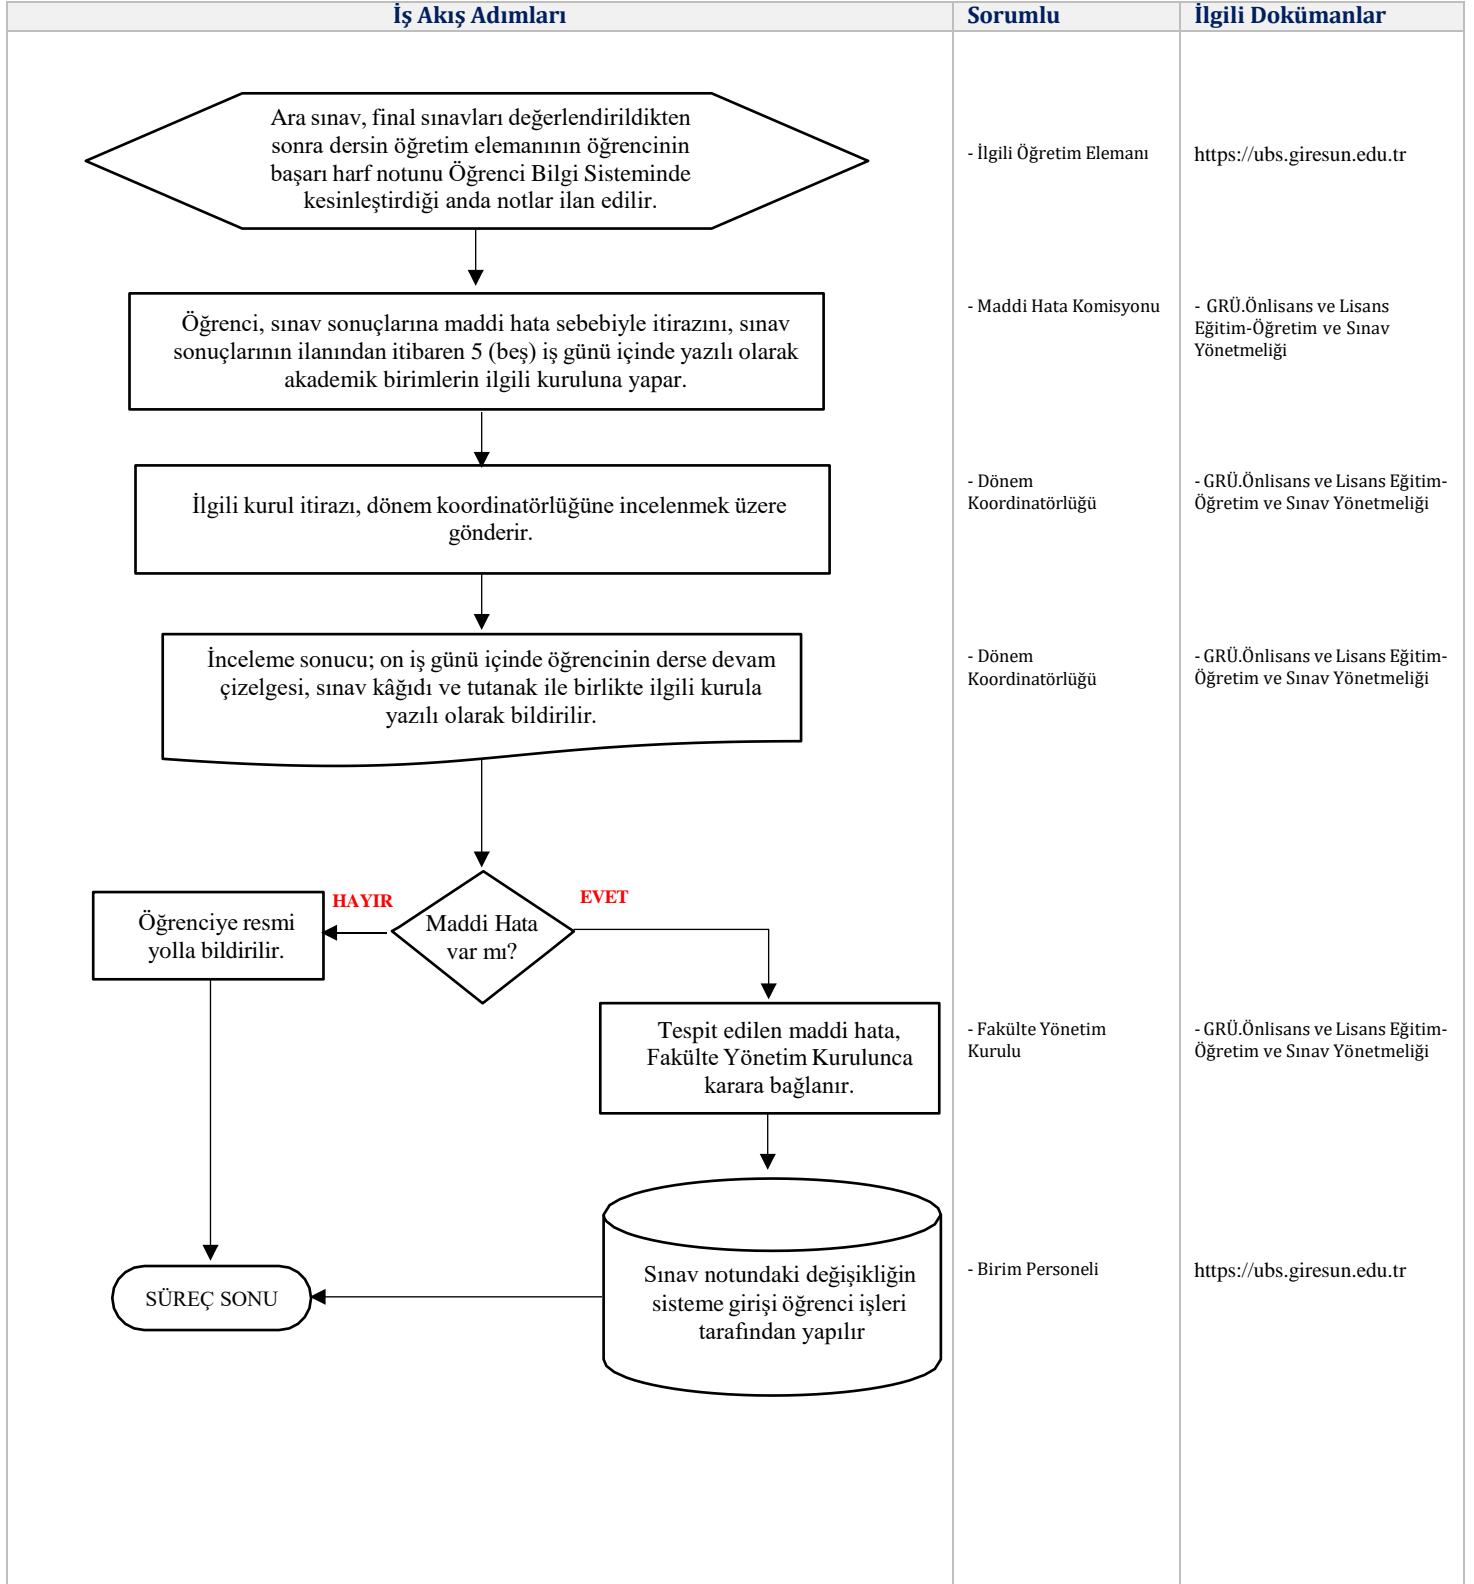 İş Akış Adımları
Sorumlu
İlgili Dokümanlar
Ara sınav, final sınavları değerlendirildikten
sonra dersin öğretim elemanının öğrencinin
başarı harf notunu Öğrenci Bilgi Sisteminde
kesinleştirdiği anda notlar ilan edilir.
- İlgili Öğretim Elemanı
https://ubs.giresun.edu.tr
Öğrenci, sınav sonuçlarına maddi hata sebebiyle itirazını, sınav
sonuçlarının ilanından itibaren 5 (beş) iş günü içinde yazılı olarak
akademik birimlerin ilgili kuruluna yapar.
- Maddi Hata Komisyonu
- GRÜ.Önlisans ve Lisans
Eğitim-Öğretim ve Sınav
Yönetmeliği
İlgili kurul itirazı, dönem koordinatörlüğüne incelenmek üzere
gönderir.
- Dönem
Koordinatörlüğü
- GRÜ.Önlisans ve Lisans Eğitim-
Öğretim ve Sınav Yönetmeliği
İnceleme sonucu; on iş günü içinde öğrencinin derse devam
çizelgesi, sınav kâğıdı ve tutanak ile birlikte ilgili kurula
yazılı olarak bildirilir.
- Dönem
Koordinatörlüğü
- GRÜ.Önlisans ve Lisans Eğitim-
Öğretim ve Sınav Yönetmeliği
Öğrenciye resmi
yolla bildirilir.
HAYIR
Maddi Hata
var mı?
EVET
Tespit edilen maddi hata,
Fakülte Yönetim Kurulunca
karara bağlanır.
- Fakülte Yönetim
Kurulu
- GRÜ.Önlisans ve Lisans Eğitim-
Öğretim ve Sınav Yönetmeliği
SÜREÇ SONU
Sınav notundaki değişikliğin
sisteme girişi öğrenci işleri
tarafından yapılır
- Birim Personeli
https://ubs.giresun.edu.tr